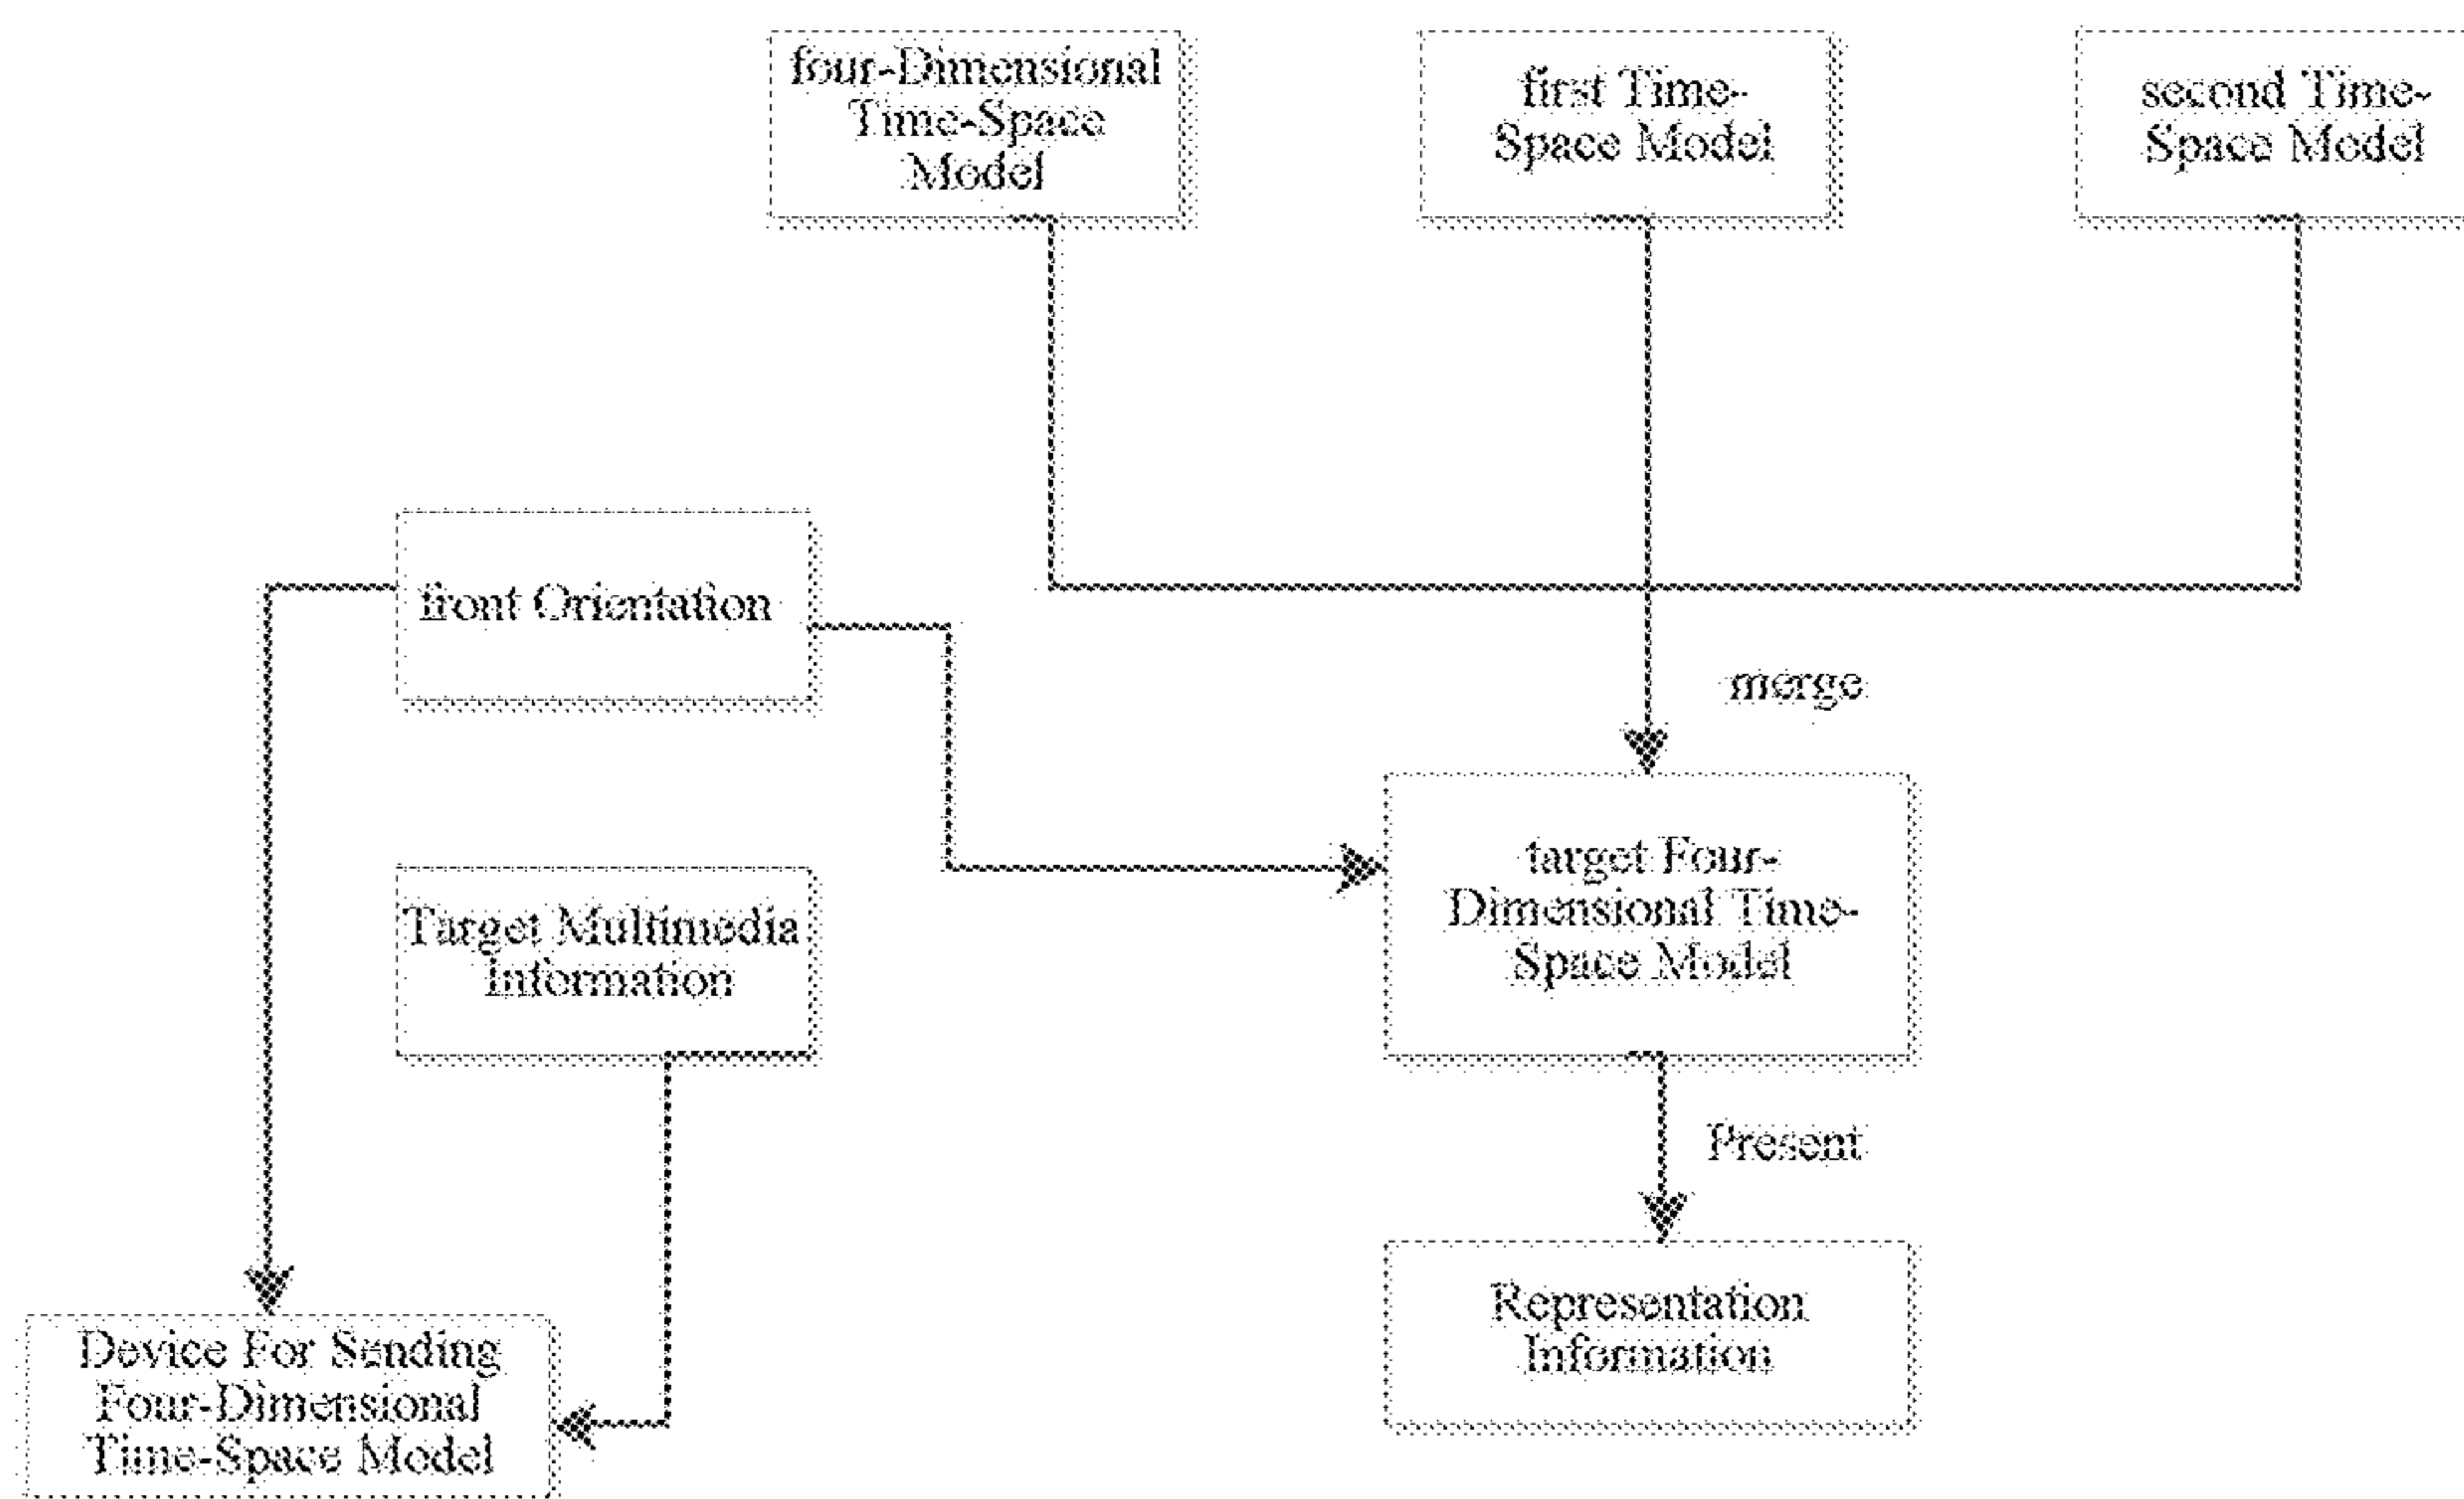 four-Dimensional
Time-Space
Model
first Time-
Space Model
second Time-
Space Model
front Orientation
merge
Target Multimedia
Information
target Four-
Dimensional Time-
Space Model
Present
Representation
Information
Device For Sending
Four-Dimensional
Time-Space Model